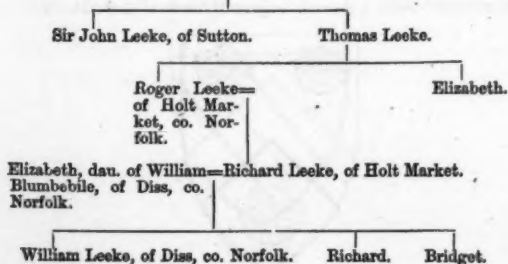 Sir John Leeke, of Sutton. Thomas Leeke.
Roger Leeke= Elizabeth.
of Holt Mar-
ket, co. Nor-
folk.
Elizabeth, dau. of William=Richard Leeke, of Holt Market.
Blumbebile, of Diss, co.
Norfolk.
William Leeke, of Diss, co. Norfolk. Richard. Bridget.